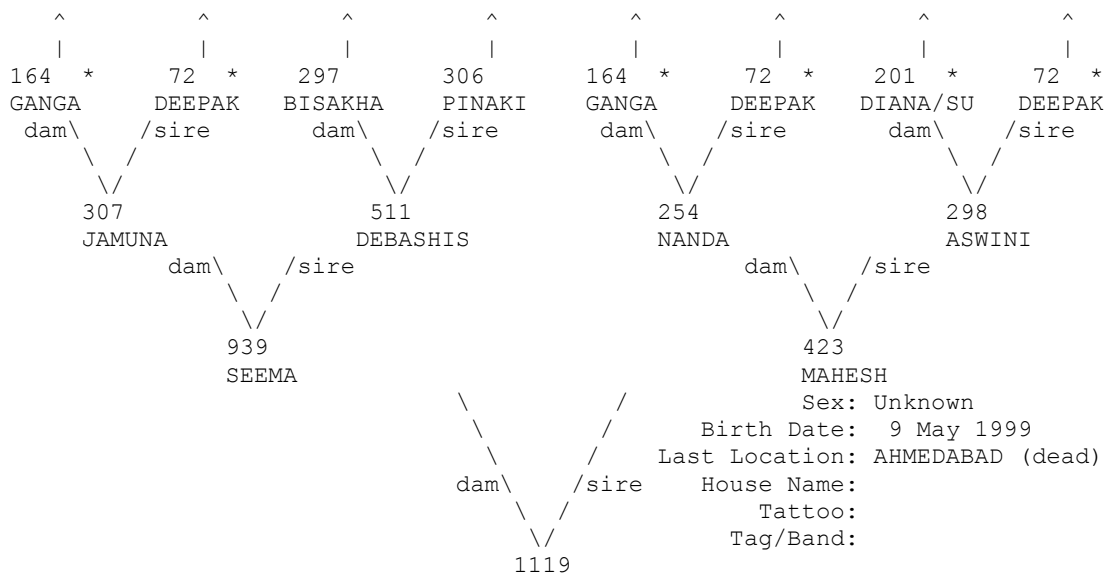 ^ ^ ^ ^ ^ ^ ^ ^
| | | | | | | |
164 * 72 * 297 306 164 * 72 * 201 * 72 *
GANGA DEEPAK BISAKHA PINAKI GANGA DEEPAK DIANA/SU DEEPAK
dam\ /sire dam\ /sire dam\ /sire dam\ /sire
\ / \ / \ / \ /
\/ \/ \/ \/
307 511 254 298
JAMUNA DEBASHIS NANDA ASWINI
dam\ /sire dam\ /sire
\ / \ /
\/ \/
939 423
SEEMA MAHESH
\ / Sex: Unknown
\ / Birth Date: 9 May 1999
\ / Last Location: AHMEDABAD (dead)
dam\ /sire House Name:
\ / Tattoo:
\/ Tag/Band:
1119